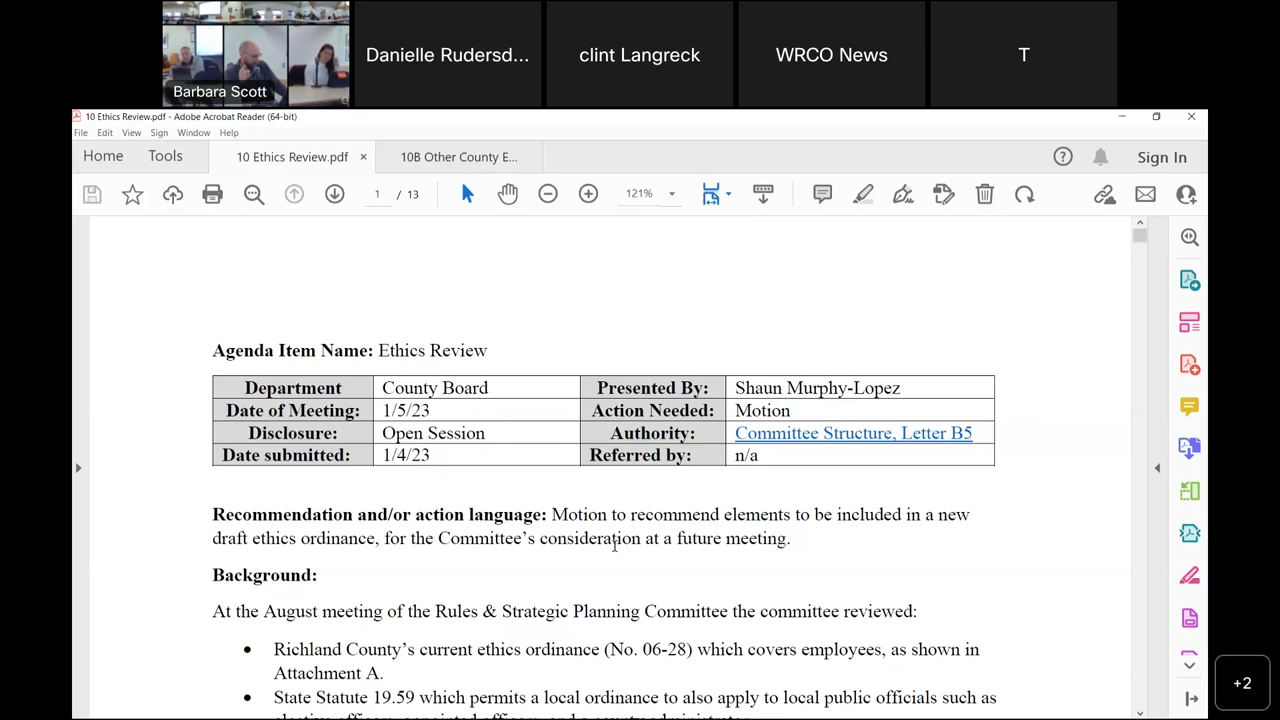 Barbara Scott
Danielle Rudersd...
clint Langreck
WRCO News
T
10 Ethics Review.pdf - Adobe Acrobat Reader (64-bit)
File Edit View Sign Window Help
Home Tools 10 Ethics Review.pdf × 10B Other County E... Sign In
1 / 13 121%
Agenda Item Name: Ethics Review
Department County Board Presented By: Shaun Murphy-Lopez
Date of Meeting: 1/5/23 Action Needed: Motion
Disclosure: Open Session Authority: Committee Structure, Letter B5
Date submitted: 1/4/23 Referred by: n/a
Recommendation and/or action language: Motion to recommend elements to be included in a new
draft ethics ordinance, for the Committee's consideration at a future meeting.
Background:
At the August meeting of the Rules & Strategic Planning Committee the committee reviewed:
• Richland County's current ethics ordinance (No. 06-28) which covers employees, as shown in
Attachment A.
• State Statute 19.59 which permits a local ordinance to also apply to local public officials such as
+2